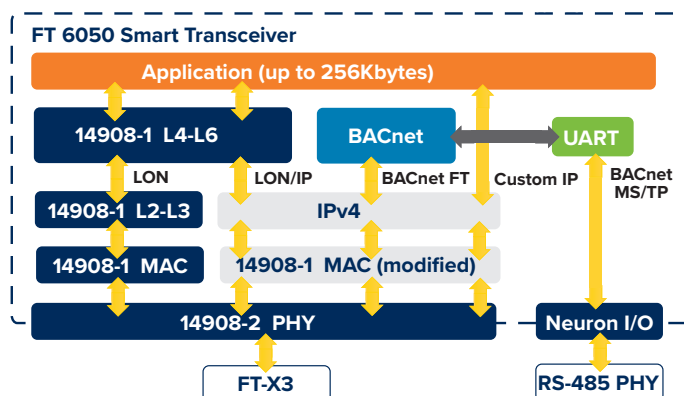 FT 6050 Smart Transceiver
Application (up to 256Kbytes)
14908-1 L4-L6
BACnet
UART
LON
LON/IP
BACnet FT
Custom IP
BACnet
MS/TP
14908-1 L2-L3
IPv4
14908-1 MAC
14908-1 MAC (modified)
14908-2 PHY
Neuron I/O
FT-X3
RS-485 PHY